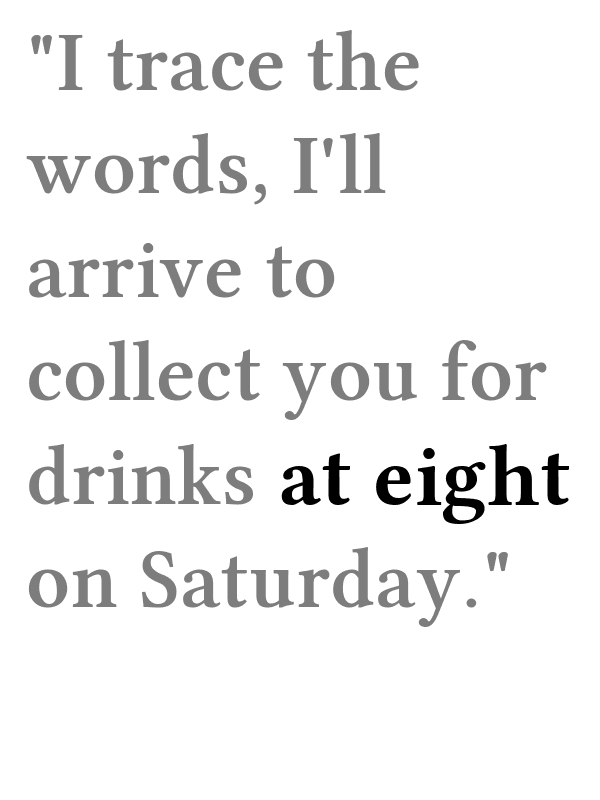 "I trace the
words, I'll
arrive to
collect you for
drinks at eight
on Saturday."